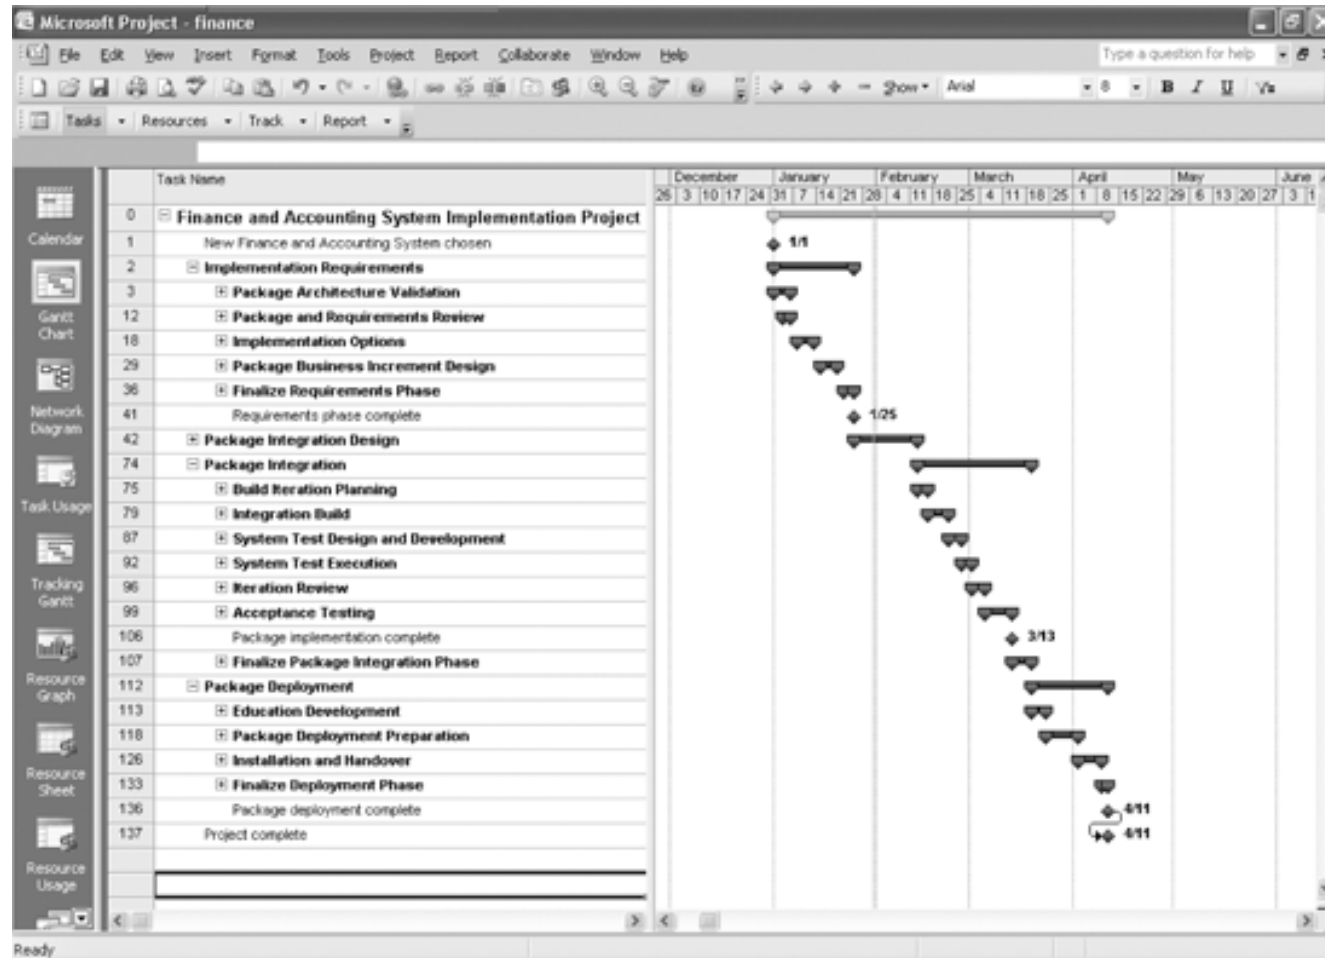 Microsoft Project - finance
File Edit View Insert Format Tools Project Report Collaborate Window Help Type a question for help
Show Arial 8 B I U
Tasks Resources Track Report
Task Name
December January February March April May June
26 3 10 17 24 31 7 14 21 28 4 11 18 25 4 11 18 25 1 8 15 22 29 6 13 20 27 3 1
0 Finance and Accounting System Implementation Project
1 New Finance and Accounting System chosen 1/1
2 Implementation Requirements
3 Package Architecture Validation
12 Package and Requirements Review
18 Implementation Options
29 Package Business Increment Design
36 Finalize Requirements Phase
41 Requirements phase complete 1/25
42 Package Integration Design
74 Package Integration
75 Build Iteration Planning
79 Integration Build
87 System Test Design and Development
92 System Test Execution
96 Iteration Review
99 Acceptance Testing
106 Package implementation complete 3/13
107 Finalize Package Integration Phase
112 Package Deployment
113 Education Development
118 Package Deployment Preparation
126 Installation and Handover
133 Finalize Deployment Phase
136 Package deployment complete 4/11
137 Project complete 4/11
Calendar
Gantt
Chart
Network
Diagram
Task Usage
Tracking
Gantt
Resource
Graph
Resource
Sheet
Resource
Usage
Ready